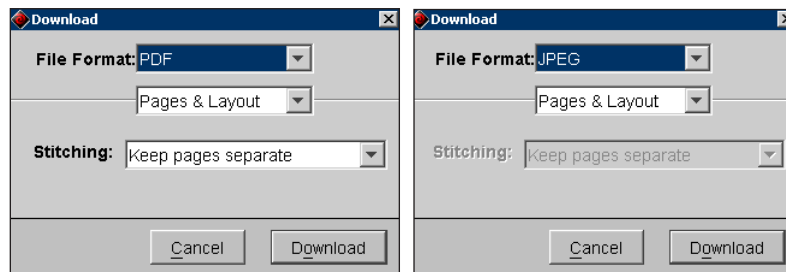 Download
File Format: PDF
Pages & Layout
Stitching: Keep pages separate
Cancel Download
Download
File Format: JPEG
Pages & Layout
Stitching: Keep pages separate
Cancel Download